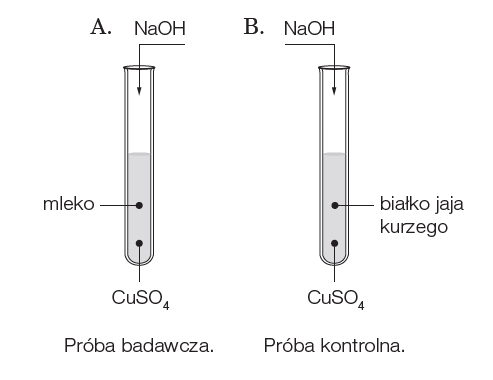 A. NaOH
B. NaOH
mleko
białko jaja
kurzego
CuSO₄
CuSO₄
Próba badawcza.
Próba kontrolna.